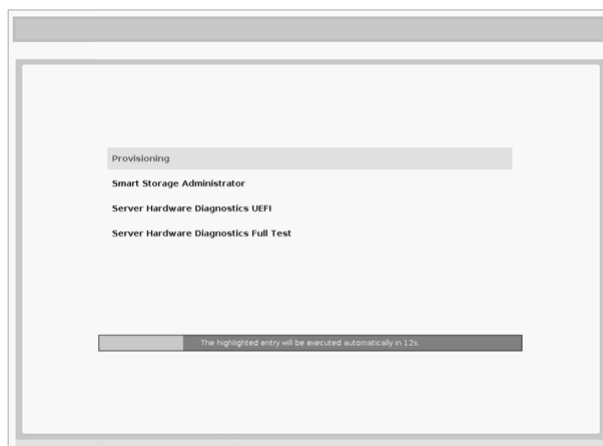 Provisioning
Smart Storage Administrator
Server Hardware Diagnostics UEFI
Server Hardware Diagnostics Full Test
The highlighted entry will be executed automatically in 12s.